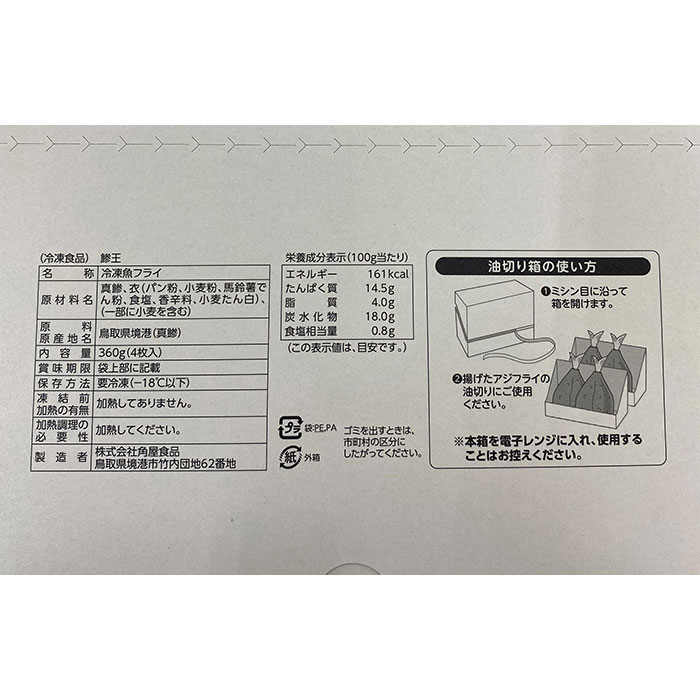 (冷凍食品) 鯵王
名称 冷凍魚フライ
原材料名 真鯵、衣(パン粉、小麦粉、馬鈴薯で
ん粉、食塩、香辛料、小麦たん白)、
(一部に小麦を含む)
原料
原産地名 鳥取県境港(真鯵)
内容量 360g(4枚入)
賞味期限 袋上部に記載
保存方法 要冷凍(−18℃以下)
凍結前
加熱の有無 加熱してありません。
加熱調理の
必要性 加熱してください。
製造者 株式会社角屋食品
鳥取県境港市竹内団地62番地
栄養成分表示(100g当たり)
エネルギー 161kcal
たんぱく質 14.5g
脂質 4.0g
炭水化物 18.0g
食塩相当量 0.8g
(この表示値は、目安です。)
プラ 袋:PE,PA
紙 外箱
ゴミを出すときは、
市町村の区分に
したがってください。
油切り箱の使い方
❶ミシン目に沿って
箱を開けます。
❷揚げたアジフライの
油切りにご使用
ください。
※本箱を電子レンジに入れ、使用する
ことはお控えください。